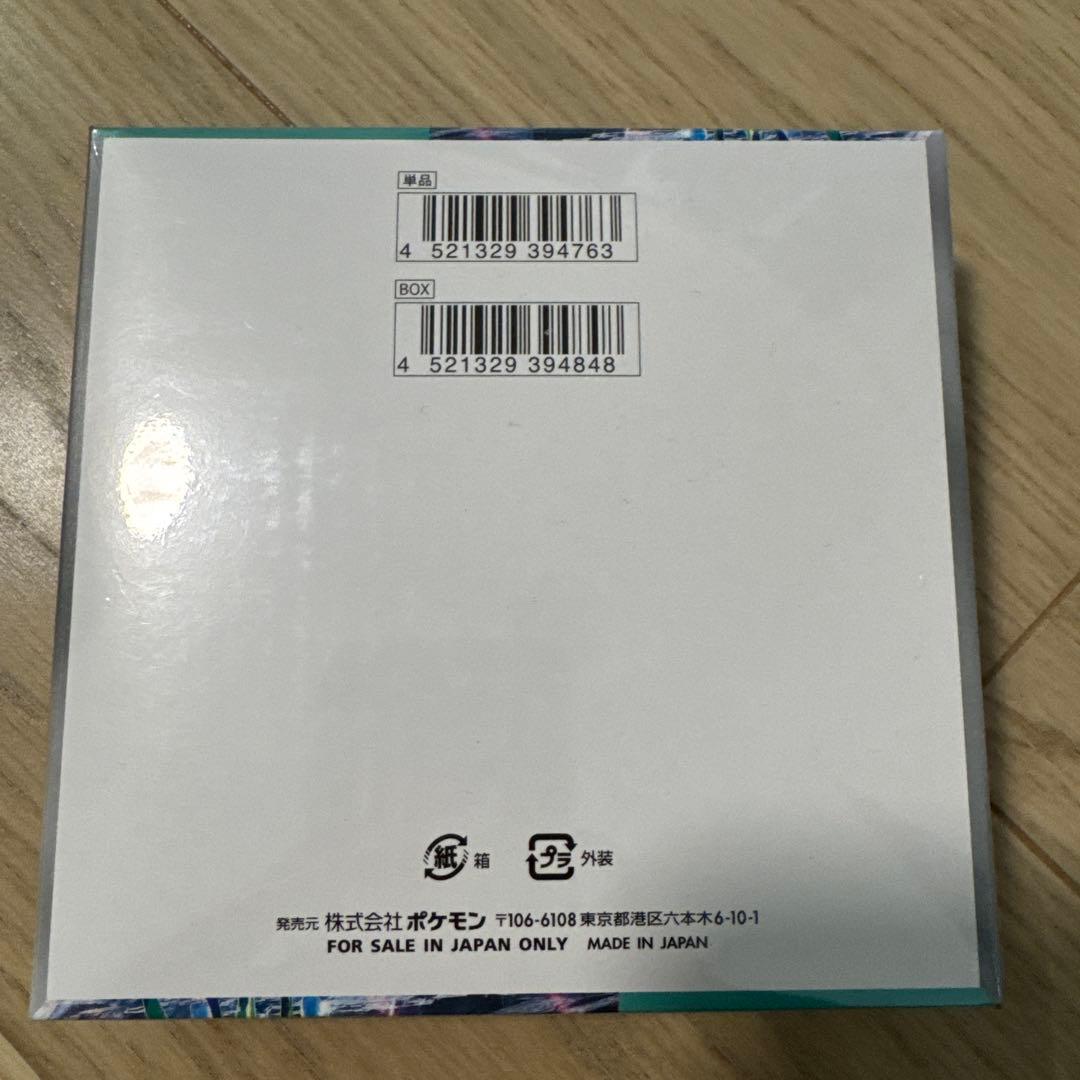 単品
4 521329 394763
BOX
4 521329 394848
紙 箱 プラ 外装
発売元 株式会社ポケモン 〒106-6108 東京都港区六本木6-10-1
FOR SALE IN JAPAN ONLY MADE IN JAPAN